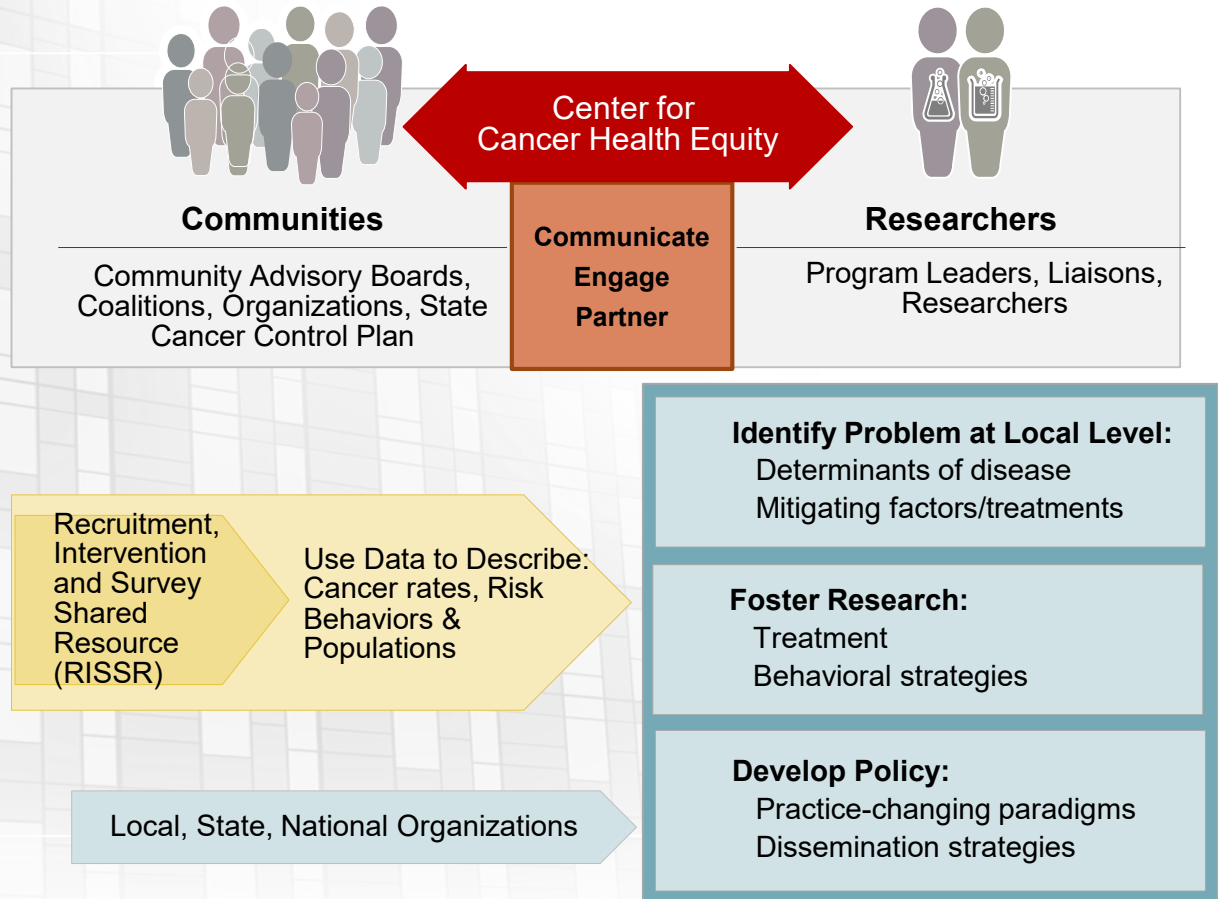 Center for
Cancer Health Equity
Communities
Community Advisory Boards,
Coalitions, Organizations, State
Cancer Control Plan
Communicate
Engage
Partner
Researchers
Program Leaders, Liaisons,
Researchers
Recruitment,
Intervention
and Survey
Shared
Resource
(RISSR)
Use Data to Describe:
Cancer rates, Risk
Behaviors &
Populations
Identify Problem at Local Level:
Determinants of disease
Mitigating factors/treatments
Foster Research:
Treatment
Behavioral strategies
Local, State, National Organizations
Develop Policy:
Practice-changing paradigms
Dissemination strategies